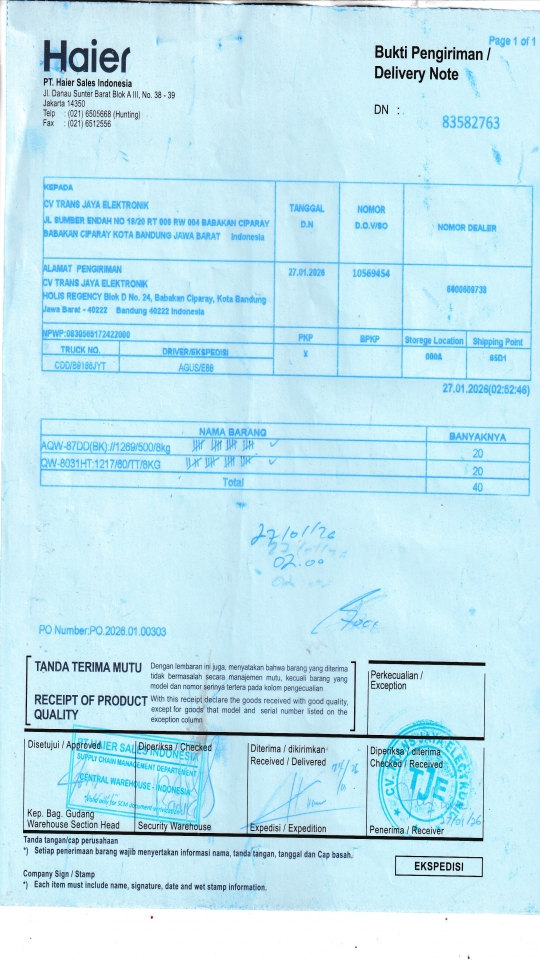 Page 1 of 1
Haier
Bukti Pengiriman /
Delivery Note
PT. Haier Sales Indonesia
Jl. Danau Sunter Barat Blok A III, No. 38 - 39
Jakarta 14350
Telp : (021) 6505668 (Hunting)
Fax : (021) 6512556
DN :
83582763
KEPADA
CV TRANS JAYA ELEKTRONIK
JL SUMBER ENDAH NO 18/20 RT 006 RW 004 BABAKAN CIPARAY
BABAKAN CIPARAY KOTA BANDUNG JAWA BARAT Indonesia
TANGGAL
D.N
NOMOR
D.O.V/SO
NOMOR DEALER
ALAMAT PENGIRIMAN
CV TRANS JAYA ELEKTRONIK
HOLIS REGENCY Blok D No. 24, Babakan Ciparay, Kota Bandung
Jawa Barat - 40222 Bandung 40222 Indonesia
27.01.2026
10569454
NPWP:0830565172422000
PKP
BPKP
Storege Location
Shipping Point
TRUCK NO.
DRIVER/EKSPEDISI
¥
000A
65D1
AGUS/E88
27.01.2026(02:52:46)
NAMA BARANG
BANYAKNYA
AQW-87DD(BK)://1269/500/8kg
20
QW-8031HT:1217/60/TT/8KG
20
Total
40
27/01/26
02.00
PO Number:PO.2026.01.00303
TANDA TERIMA MUTU
Dengan lembaran ini juga, menyatakan bahwa barang yang diterima
tidak bermasalah secara manajemen mutu, kecuali barang yang
model dan nomor serinya tertera pada kolom pengecualian
RECEIPT OF PRODUCT
QUALITY
With this receipt declare the goods received with good quality,
except for goods that model and serial number listed on the
exception column
Perkecualian /
Exception
Disetujui / Approved
Diperiksa / Checked
Diterima / dikirimkan
Received / Delivered
Diperiksa / diterima
Checked / Received
PT HAIER SALES INDONESIA
SUPPLY CHAIN MANAGEMENT DEPARTEMENT
CENTRAL WAREHOUSE - INDONESIA
TJE
27/01/26
Kep. Bag. Gudang
Warehouse Section Head
Security Warehouse
Expedisi / Expedition
Penerima / Receiver
Tanda tangan/cap perusahaan
*) Setiap penerimaan barang wajib menyertakan informasi nama, tanda tangan, tanggal dan Cap basah.
EKSPEDISI
Company Sign / Stamp
*) Each item must include name, signature, date and wet stamp information.